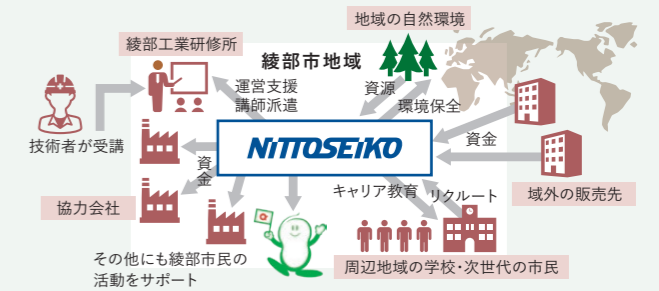 地域の自然環境
綾部工業研修所
綾部市地域
運営支援
講師派遣
資源
環境保全
技術者が受講
NITTOSEIKO
資金
資金
キャリア教育
リクルート
域外の販売先
協力会社
その他にも綾部市民の
活動をサポート
周辺地域の学校・次世代の市民